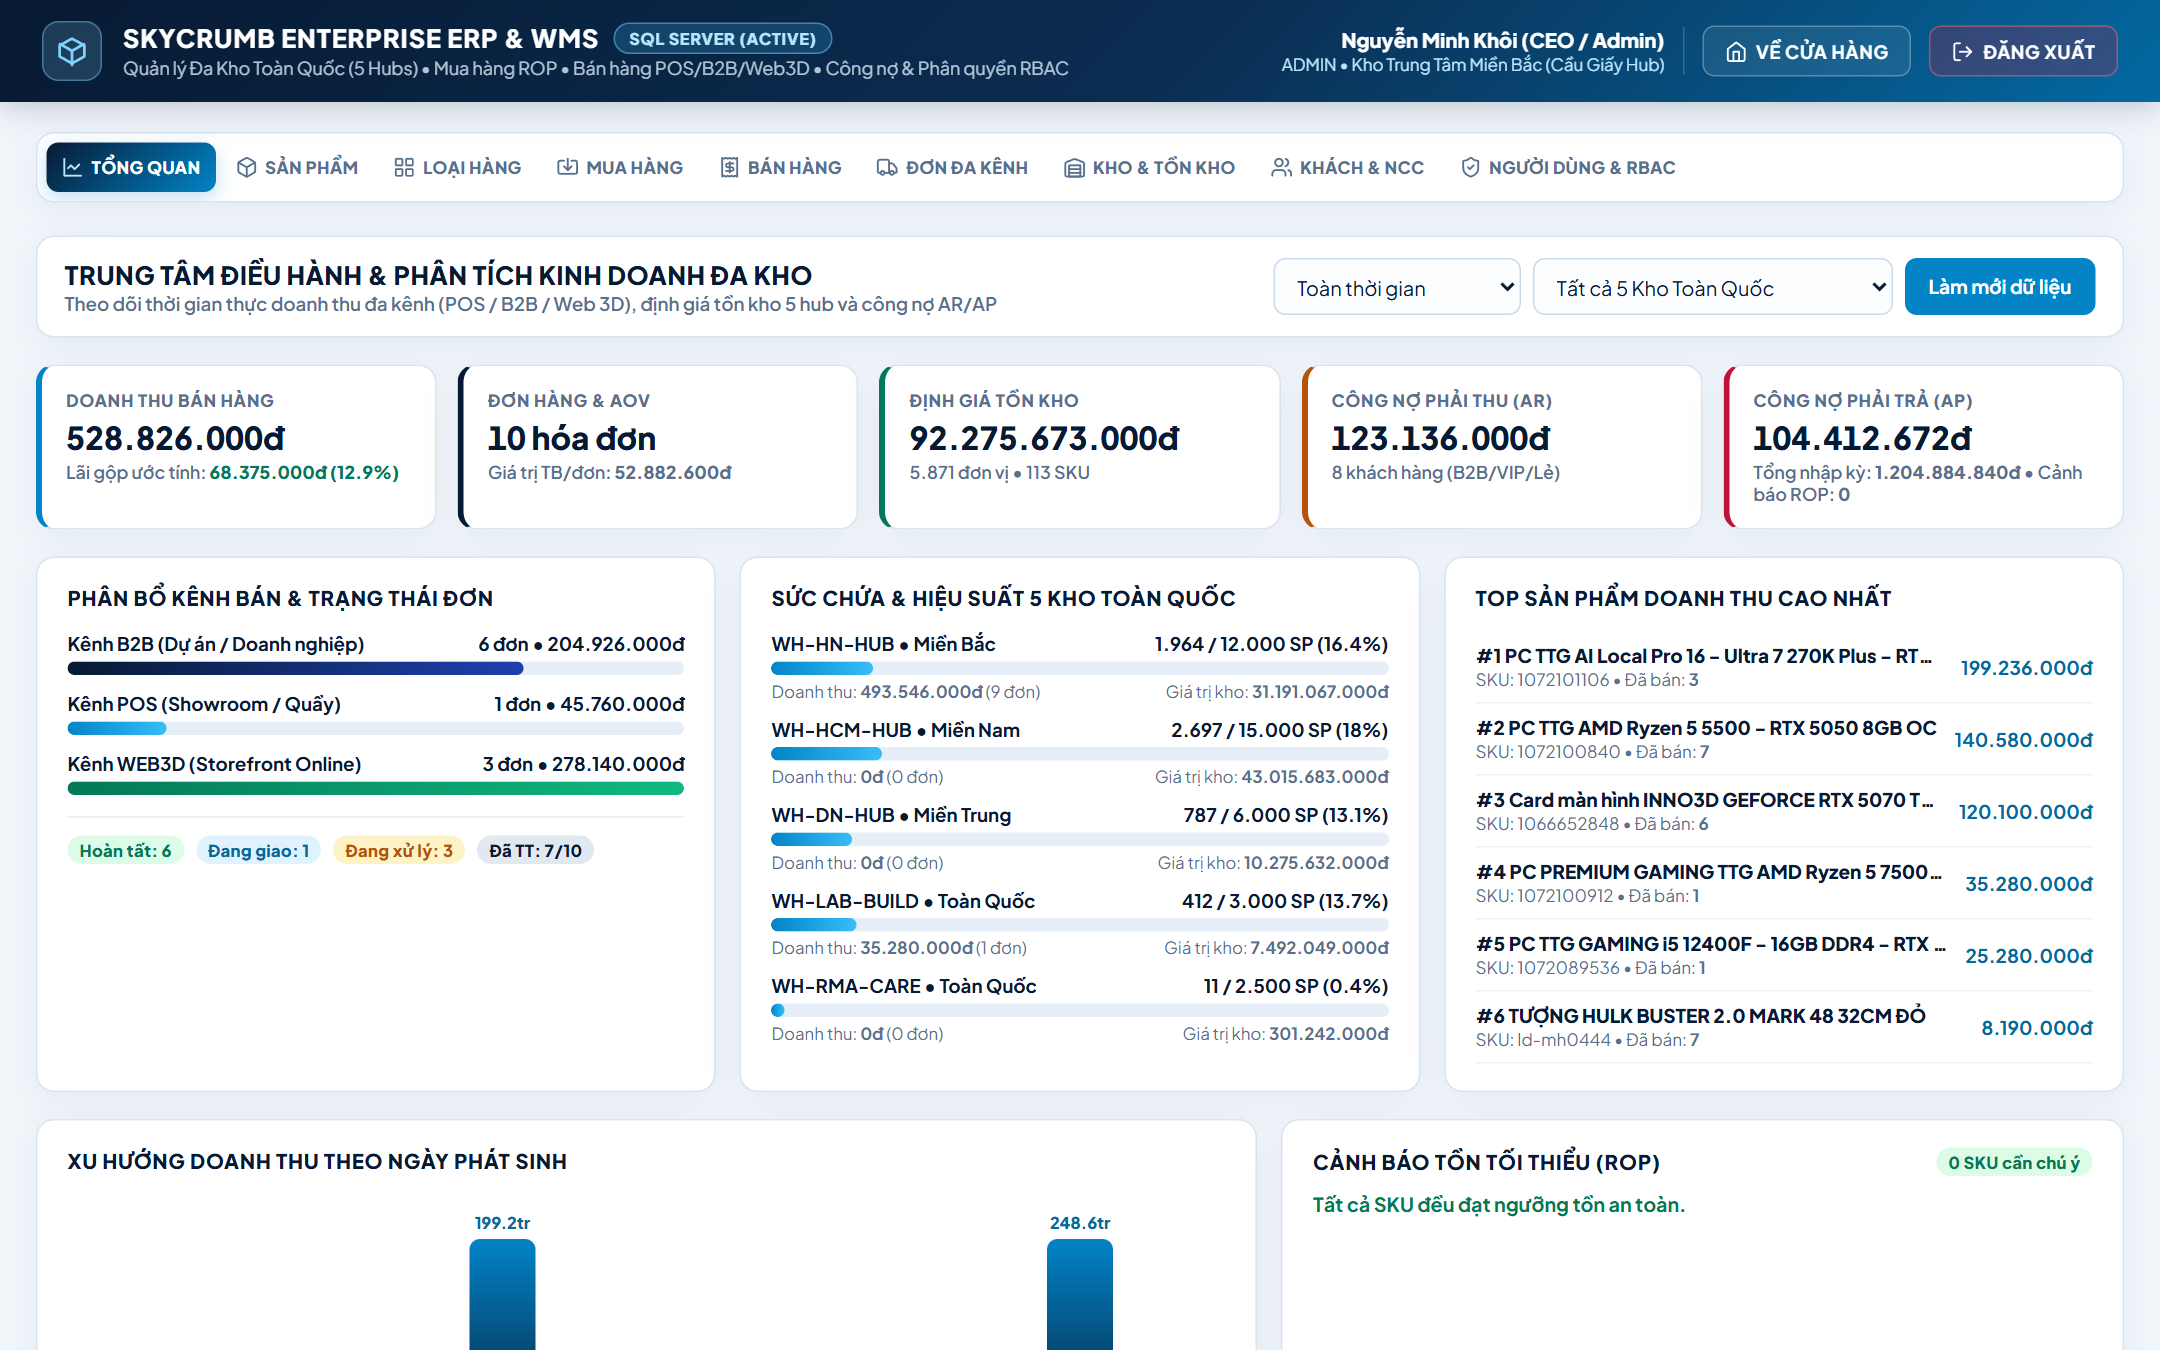 SKYCRUMB ENTERPRISE ERP & WMS
SQL SERVER (ACTIVE)
Quản lý Đa Kho Toàn Quốc (5 Hubs) • Mua hàng ROP • Bán hàng POS/B2B/Web3D • Công nợ & Phân quyền RBAC
Nguyễn Minh Khôi (CEO / Admin)
ADMIN • Kho Trung Tâm Miền Bắc (Cầu Giấy Hub)
VỀ CỬA HÀNG
ĐĂNG XUẤT
TỔNG QUAN
SẢN PHẨM
LOẠI HÀNG
MUA HÀNG
BÁN HÀNG
ĐƠN ĐA KÊNH
KHO & TỒN KHO
KHÁCH & NCC
NGƯỜI DÙNG & RBAC
TRUNG TÂM ĐIỀU HÀNH & PHÂN TÍCH KINH DOANH ĐA KHO
Theo dõi thời gian thực doanh thu đa kênh (POS / B2B / Web 3D), định giá tồn kho 5 hub và công nợ AR/AP
Toàn thời gian
Tất cả 5 Kho Toàn Quốc
Làm mới dữ liệu
DOANH THU BÁN HÀNG
528.826.000đ
Lãi gộp ước tính: 68.375.000đ (12.9%)
ĐƠN HÀNG & AOV
10 hóa đơn
Giá trị TB/đơn: 52.882.600đ
ĐỊNH GIÁ TỒN KHO
92.275.673.000đ
5.871 đơn vị • 113 SKU
CÔNG NỢ PHẢI THU (AR)
123.136.000đ
8 khách hàng (B2B/VIP/Lẻ)
CÔNG NỢ PHẢI TRẢ (AP)
104.412.672đ
Tổng nhập kỳ: 1.204.884.840đ • Cảnh
báo ROP: 0
PHÂN BỔ KÊNH BÁN & TRẠNG THÁI ĐƠN
Kênh B2B (Dự án / Doanh nghiệp)
6 đơn • 204.926.000đ
Kênh POS (Showroom / Quầy)
1 đơn • 45.760.000đ
Kênh WEB3D (Storefront Online)
3 đơn • 278.140.000đ
Hoàn tất: 6
Đang giao: 1
Đang xử lý: 3
Đã TT: 7/10
SỨC CHỨA & HIỆU SUẤT 5 KHO TOÀN QUỐC
WH-HN-HUB • Miền Bắc
1.964 / 12.000 SP (16.4%)
Doanh thu: 493.546.000đ (9 đơn)
Giá trị kho: 31.191.067.000đ
WH-HCM-HUB • Miền Nam
2.697 / 15.000 SP (18%)
Doanh thu: 0đ (0 đơn)
Giá trị kho: 43.015.683.000đ
WH-DN-HUB • Miền Trung
787 / 6.000 SP (13.1%)
Doanh thu: 0đ (0 đơn)
Giá trị kho: 10.275.632.000đ
WH-LAB-BUILD • Toàn Quốc
412 / 3.000 SP (13.7%)
Doanh thu: 35.280.000đ (1 đơn)
Giá trị kho: 7.492.049.000đ
WH-RMA-CARE • Toàn Quốc
11 / 2.500 SP (0.4%)
Doanh thu: 0đ (0 đơn)
Giá trị kho: 301.242.000đ
TOP SẢN PHẨM DOANH THU CAO NHẤT
#1 PC TTG AI Local Pro 16 - Ultra 7 270K Plus - RT...
199.236.000đ
SKU: 1072101106 • Đã bán: 3
#2 PC TTG AMD Ryzen 5 5500 - RTX 5050 8GB OC
140.580.000đ
SKU: 1072100840 • Đã bán: 7
#3 Card màn hình INNO3D GEFORCE RTX 5070 T...
120.100.000đ
SKU: 1066652848 • Đã bán: 6
#4 PC PREMIUM GAMING TTG AMD Ryzen 5 7500...
35.280.000đ
SKU: 1072100912 • Đã bán: 1
#5 PC TTG GAMING i5 12400F - 16GB DDR4 - RTX ...
25.280.000đ
SKU: 1072089536 • Đã bán: 1
#6 TƯỢNG HULK BUSTER 2.0 MARK 48 32CM ĐỎ
8.190.000đ
SKU: ld-mh0444 • Đã bán: 7
XU HƯỚNG DOANH THU THEO NGÀY PHÁT SINH
199.2tr
248.6tr
CẢNH BÁO TỒN TỐI THIỂU (ROP)
0 SKU cần chú ý
Tất cả SKU đều đạt ngưỡng tồn an toàn.